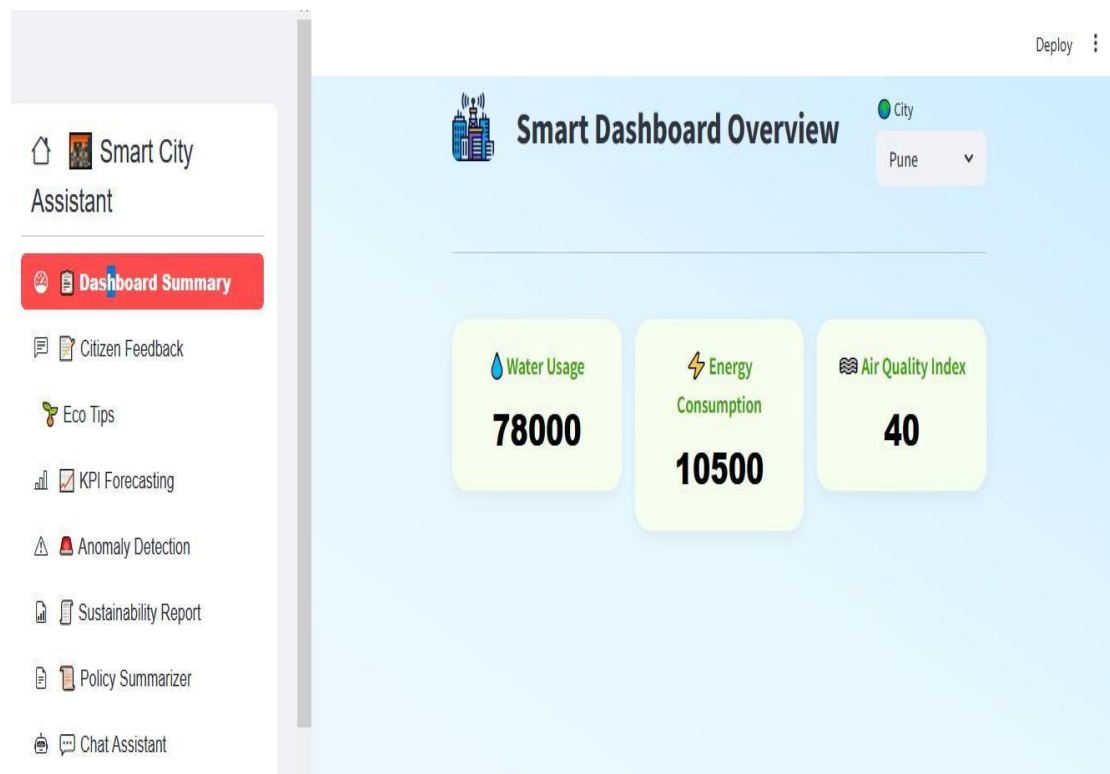 Deploy
Smart City
Assistant
Dashboard Summary
Citizen Feedback
Eco Tips
KPI Forecasting
Anomaly Detection
Sustainability Report
Policy Summarizer
Chat Assistant
Smart Dashboard Overview
City
Pune
Water Usage
78000
Energy
Consumption
10500
Air Quality Index
40